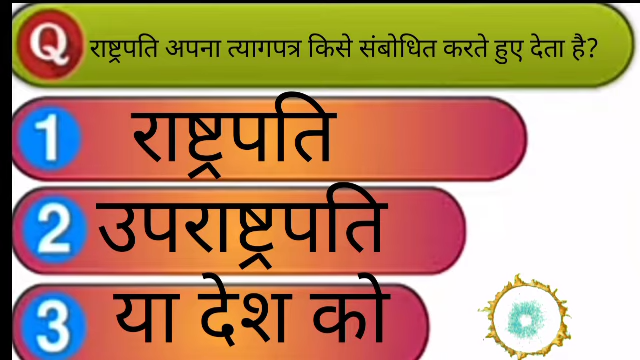 Q राष्ट्रपति अपना त्यागपत्र किसे संबोधित करते हुए देता है?
1 राष्ट्रपति
2 उपराष्ट्रपति
3 या देश को